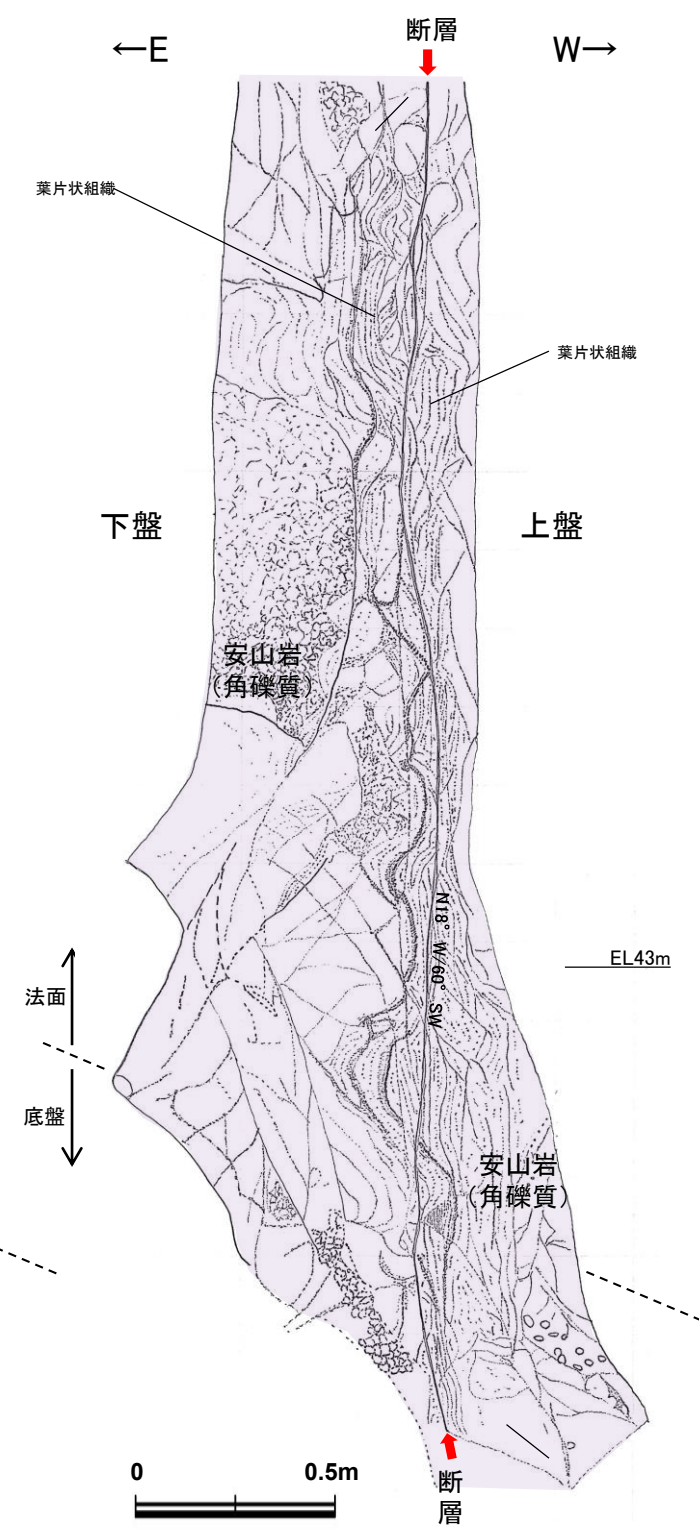 断層
←E
W→
葉片状組織
葉片状組織
下盤
上盤
安山岩
(角礫質)
N18°W/60°SW
EL43m
法面
底盤
安山岩
(角礫質)
0
0.5m
断
層